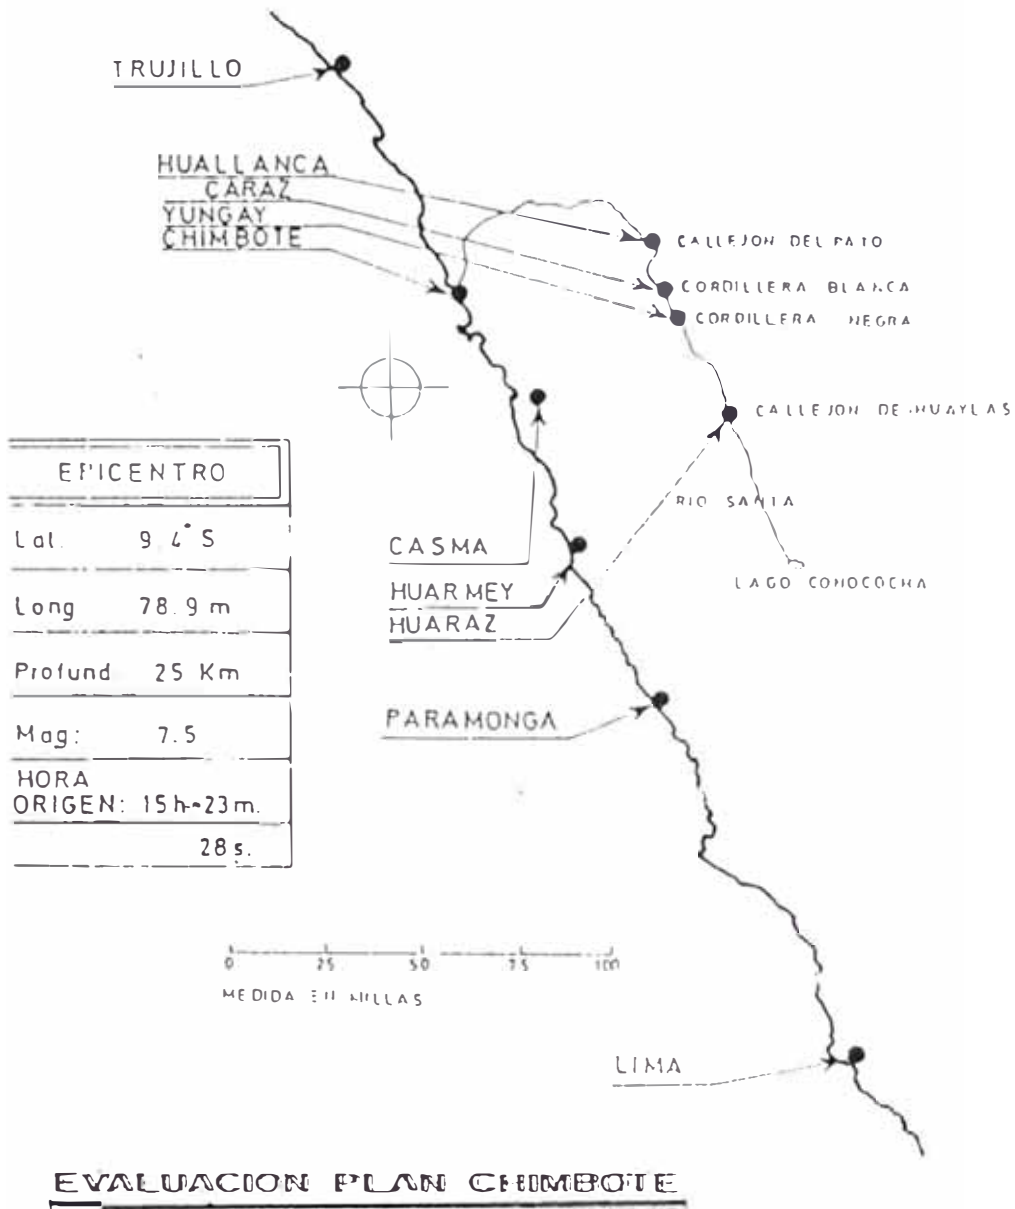 TRUJILLO
HUALLANCA
CARAZ
YUNGAY
CHIMBOTE
CALLEJON DEL PATO
CORDILLERA BLANCA
CORDILLERA NEGRA
CALLEJON DE HUAYLAS
EPICENTRO
Lat. 9.4° S
Long 78.9 m
Profund 25 Km
Mag: 7.5
HORA
ORIGEN: 15h-23m.
28 s.
RIO SANTA
CASMA
HUARMEY
HUARAZ
LAGO CONOCOCHA
PARAMONGA
0 25 50 75 100
MEDIDA EN MILLAS
LIMA
EVALUACION PLAN CHIMBOTE